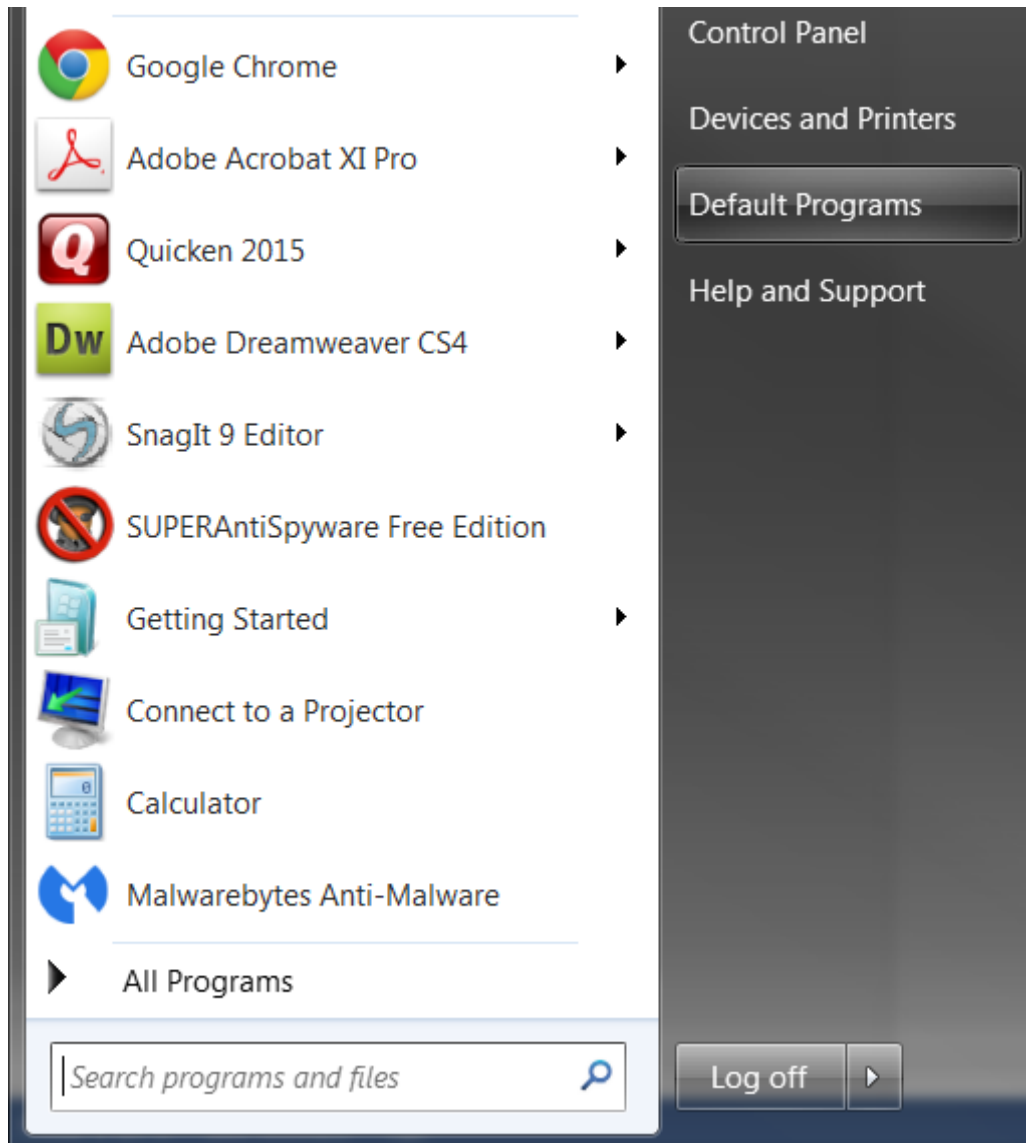 Google Chrome
Adobe Acrobat XI Pro
Quicken 2015
Dw
Adobe Dreamweaver CS4
SnagIt 9 Editor
SUPERAntiSpyware Free Edition
Getting Started
Connect to a Projector
0
Calculator
Malwarebytes Anti-Malware
All Programs
Search programs and files
Control Panel
Devices and Printers
Default Programs
Help and Support
Log off